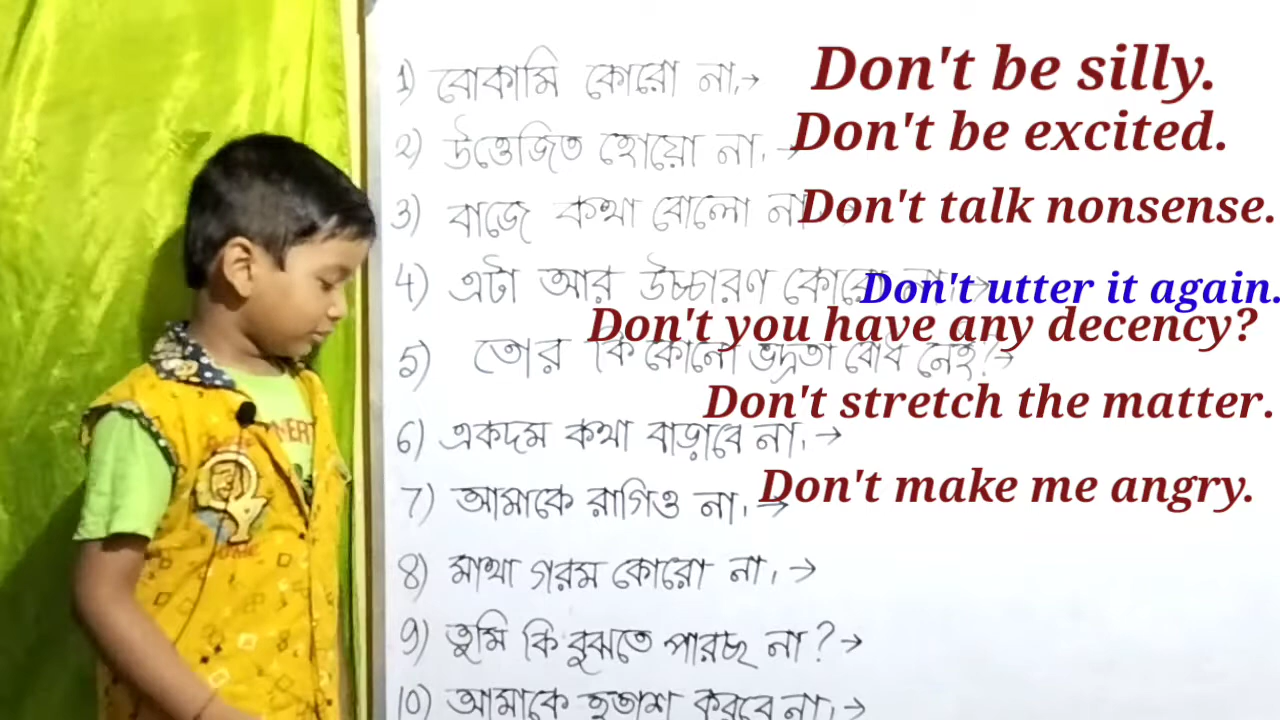 1) বোকামি কোরো না,→ Don't be silly.
2) উত্তেজিত হোয়ো না. → Don't be excited.
3) বাজে কথা বোলো না Don't talk nonsense.
4) এটা আর উচ্চারণ কোরো না Don't utter it again.
Don't you have any decency?
5) তোর কি কোনো ভদ্রতা বোধ নেই?→
Don't stretch the matter.
6) একদম কথা বাড়াবে না,→
7) আমাকে রাগিও না. → Don't make me angry.
8) মাথা গরম কোরো না, →
9) তুমি কি বুঝতে পারছ না? →
10) আমাকে হতাশ করবে না,→